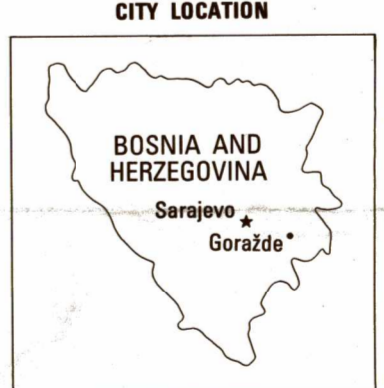 CITY LOCATION
BOSNIA AND
HERZEGOVINA
Sarajevo
Goražde